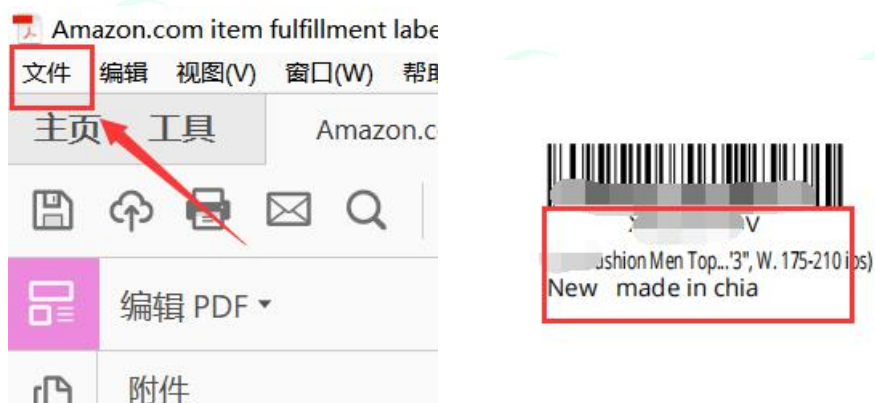 Amazon.com item fulfillment labe
文件 编辑 视图(V) 窗口(W) 帮助
主页 工具 Amazon.c
编辑 PDF
附件
X V
ushion Men Top...'3", W. 175-210 ibs)
New made in chia